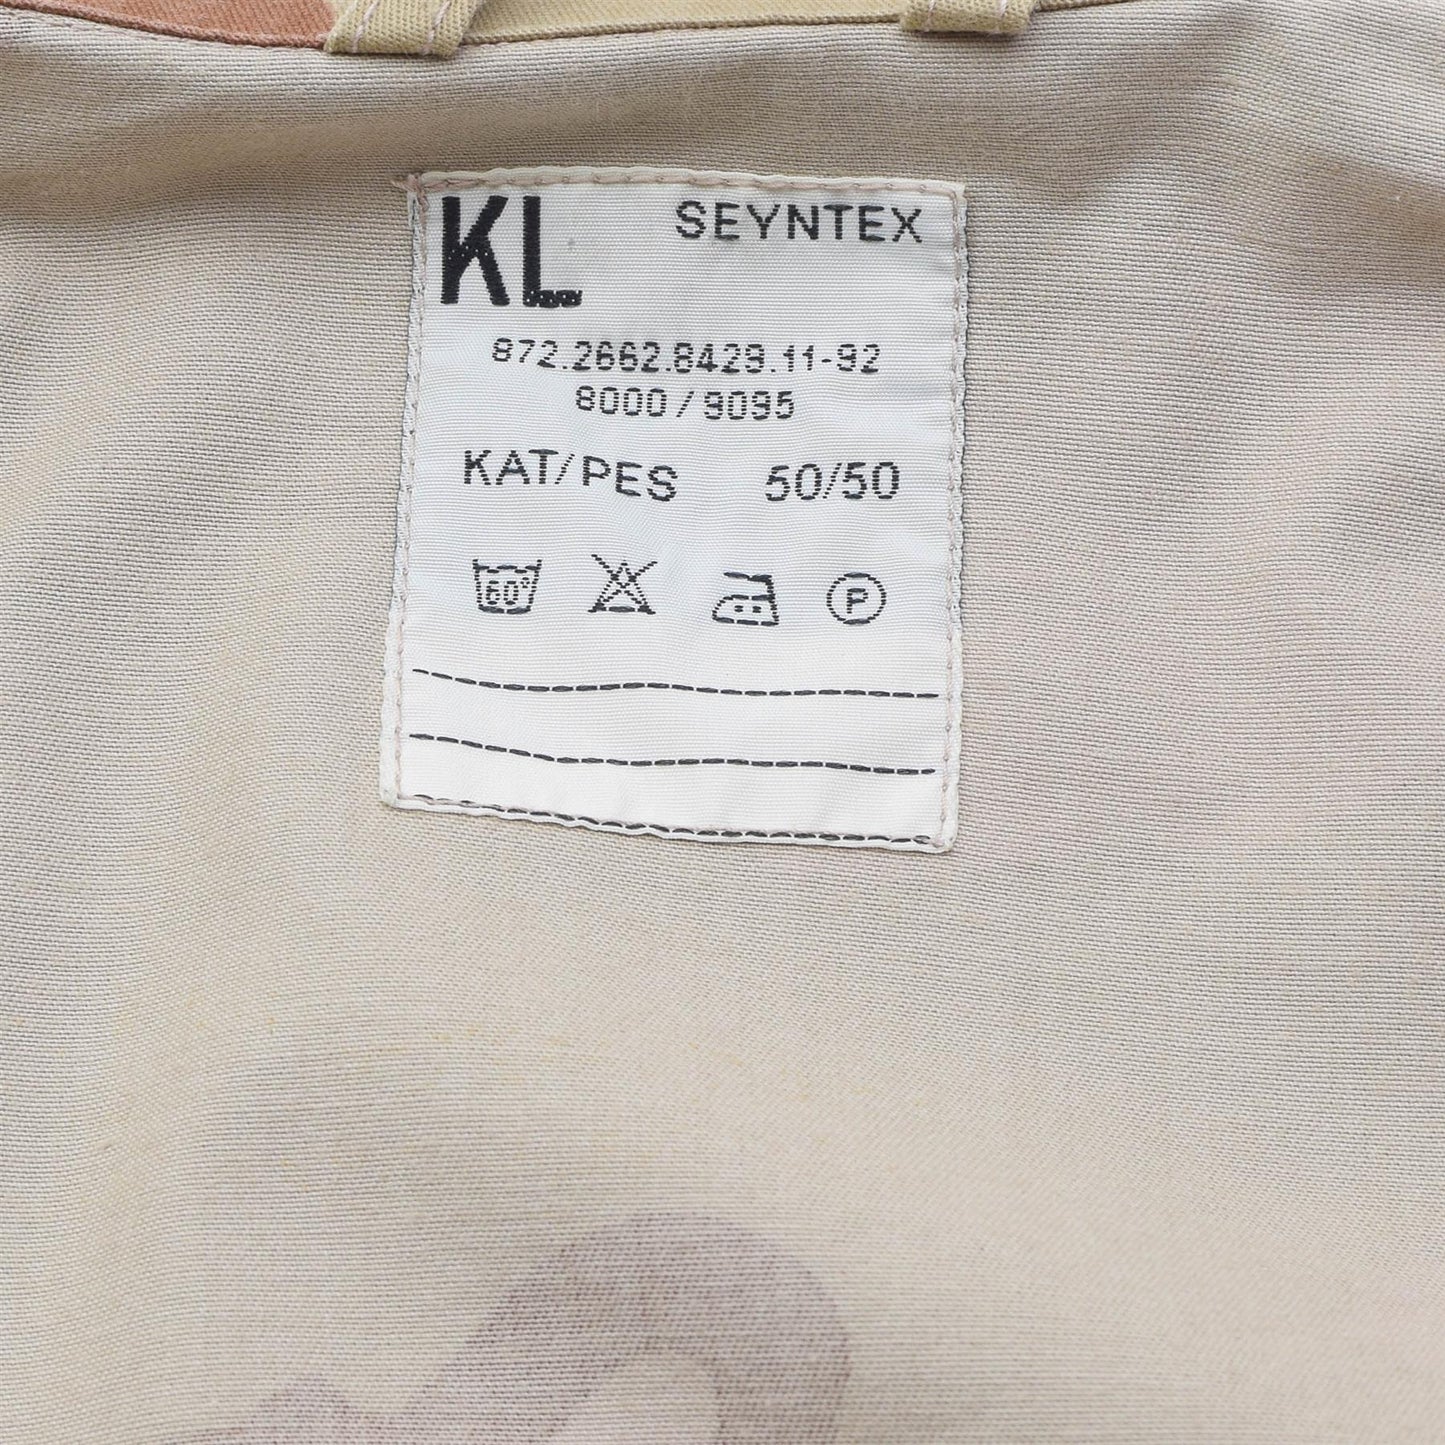 KL SEYNTEX
872.2662.8429.11-92
8000/9095
KAT/PES 50/50
60° P